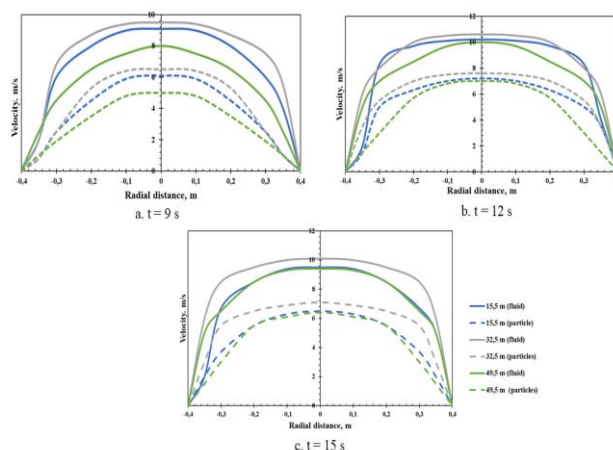 10
8
6
4
2
0
-0,4 -0,3 -0,2 -0,1 0 0,1 0,2 0,3 0,4
Velocity. m/s
Radial distance, m
a. t = 9 s
12
10
8
6
4
2
0
-0,4 -0,3 -0,2 -0,1 0 0,1 0,2 0,3 0,4
Velocity. m/s
Radial distance, m
b. t = 12 s
12
10
8
6
4
2
0
-0,4 -0,3 -0,2 -0,1 0 0,1 0,2 0,3 0,4
Velocity. m/s
Radial distance, m
c. t = 15 s
15,5 m (fluid)
15,5 m (particle)
32,5 m (fluid)
32,5 m (particles)
49,5 m (fluid)
49,5 m (particles)